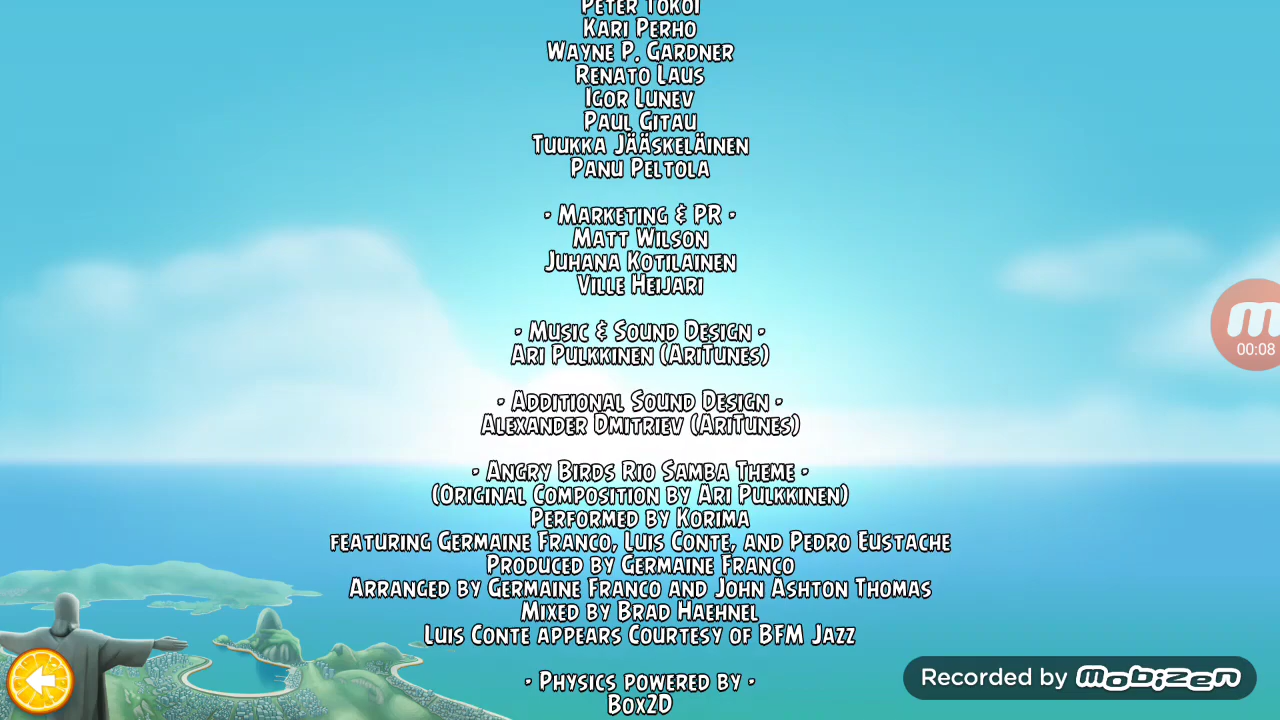 Peter Tokoi
Kari Perho
Wayne P. Gardner
Renato Laus
Igor Lunev
Paul Gitau
Tuukka Jääskeläinen
Panu Peltola
· Marketing & PR ·
Matt Wilson
Juhana Kotilainen
Ville Heijari
· Music & Sound Design ·
Ari Pulkkinen (AriTunes)
· Additional Sound Design ·
Alexander Dmitriev (AriTunes)
· Angry Birds Rio Samba Theme ·
(Original Composition by Ari Pulkkinen)
Performed by Korima
featuring Germaine Franco, Luis Conte, and Pedro Eustache
Produced by Germaine Franco
Arranged by Germaine Franco and John Ashton Thomas
Mixed by Brad Haehnel
Luis Conte appears Courtesy of BFM Jazz
· Physics powered by ·
Box2D
m
00:08
Recorded by mobizen